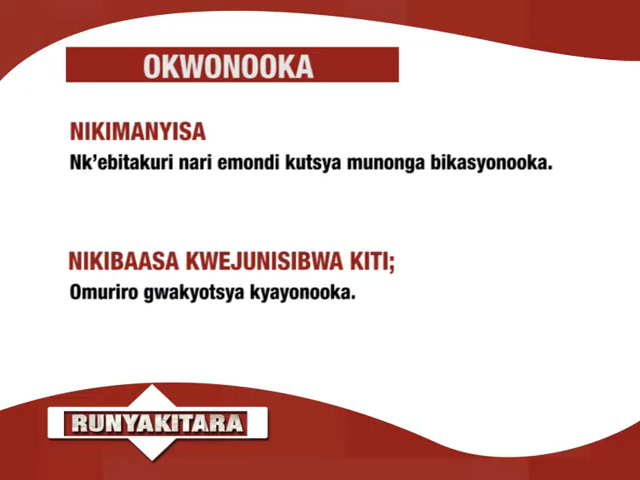 OKWONOOKA
NIKIMANYISA
Nk'ebitakuri nari emondi kutsya munonga bikasyonooka.
NIKIBAASA KWEJUNISIBWA KITI;
Omuriro gwakyotsya kyayonooka.
RUNYAKITARA